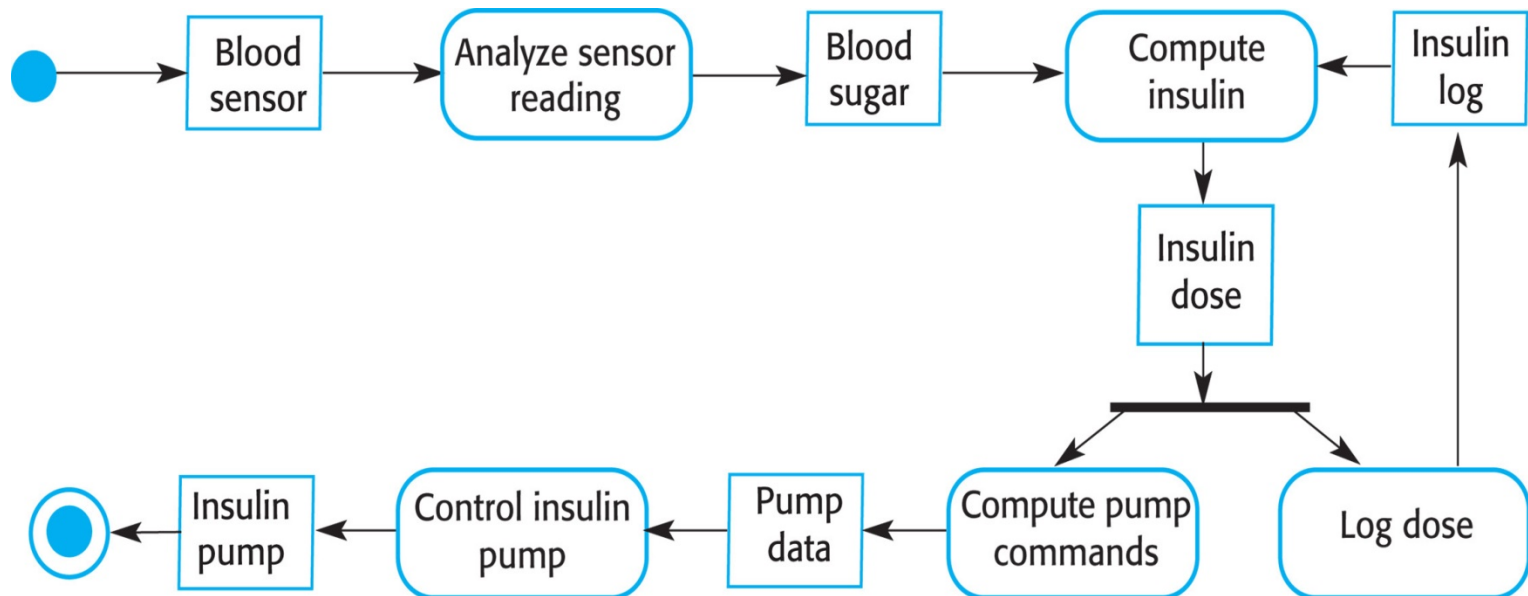 Blood
sensor
Analyze sensor
reading
Blood
sugar
Compute
insulin
Insulin
log
Insulin
dose
Insulin
pump
Control insulin
pump
Pump
data
Compute pump
commands
Log dose